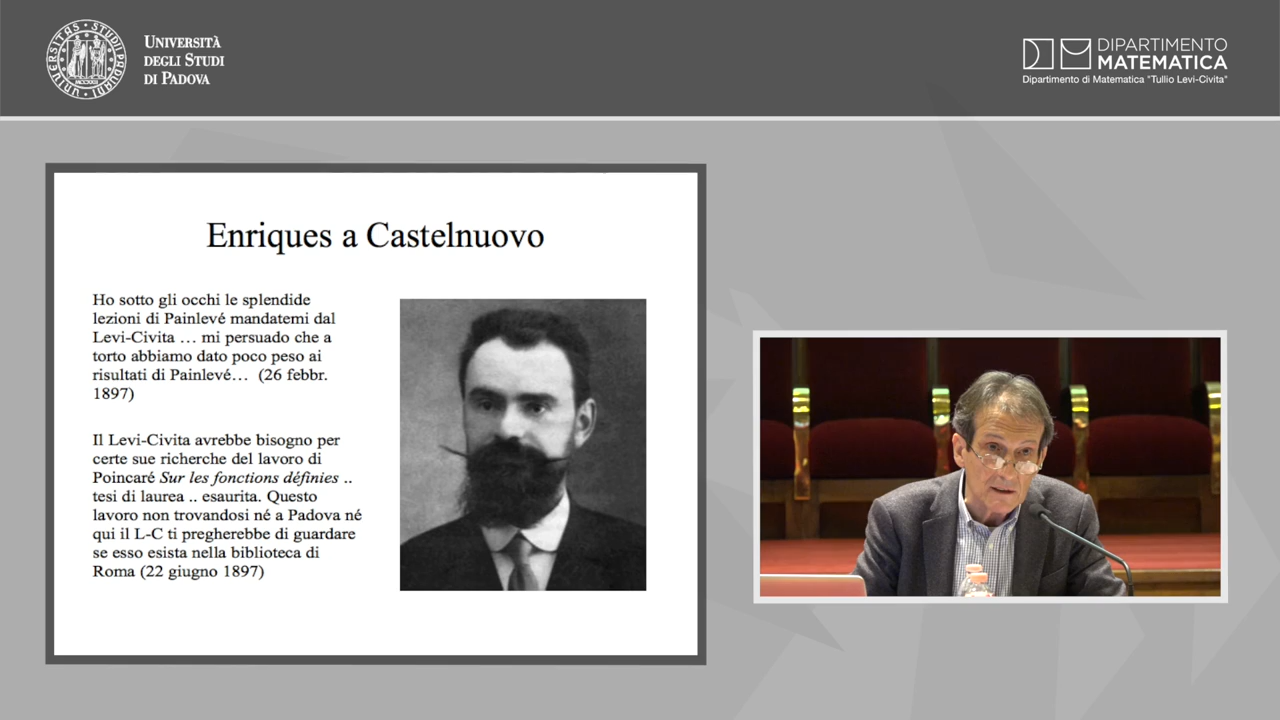 UNIVERSITÀ
DEGLI STUDI
DI PADOVA
DIPARTIMENTO
MATEMATICA
Dipartimento di Matematica "Tullio Levi-Civita"
Enriques a Castelnuovo
Ho sotto gli occhi le splendide
lezioni di Painlevé mandatemi dal
Levi-Civita … mi persuado che a
torto abbiamo dato poco peso ai
risultati di Painlevé… (26 febbr.
1897)
Il Levi-Civita avrebbe bisogno per
certe sue richerche del lavoro di
Poincaré Sur les fonctions définies ..
tesi di laurea .. esaurita. Questo
lavoro non trovandosi né a Padova né
qui il L-C ti pregherebbe di guardare
se esso esista nella biblioteca di
Roma (22 giugno 1897)